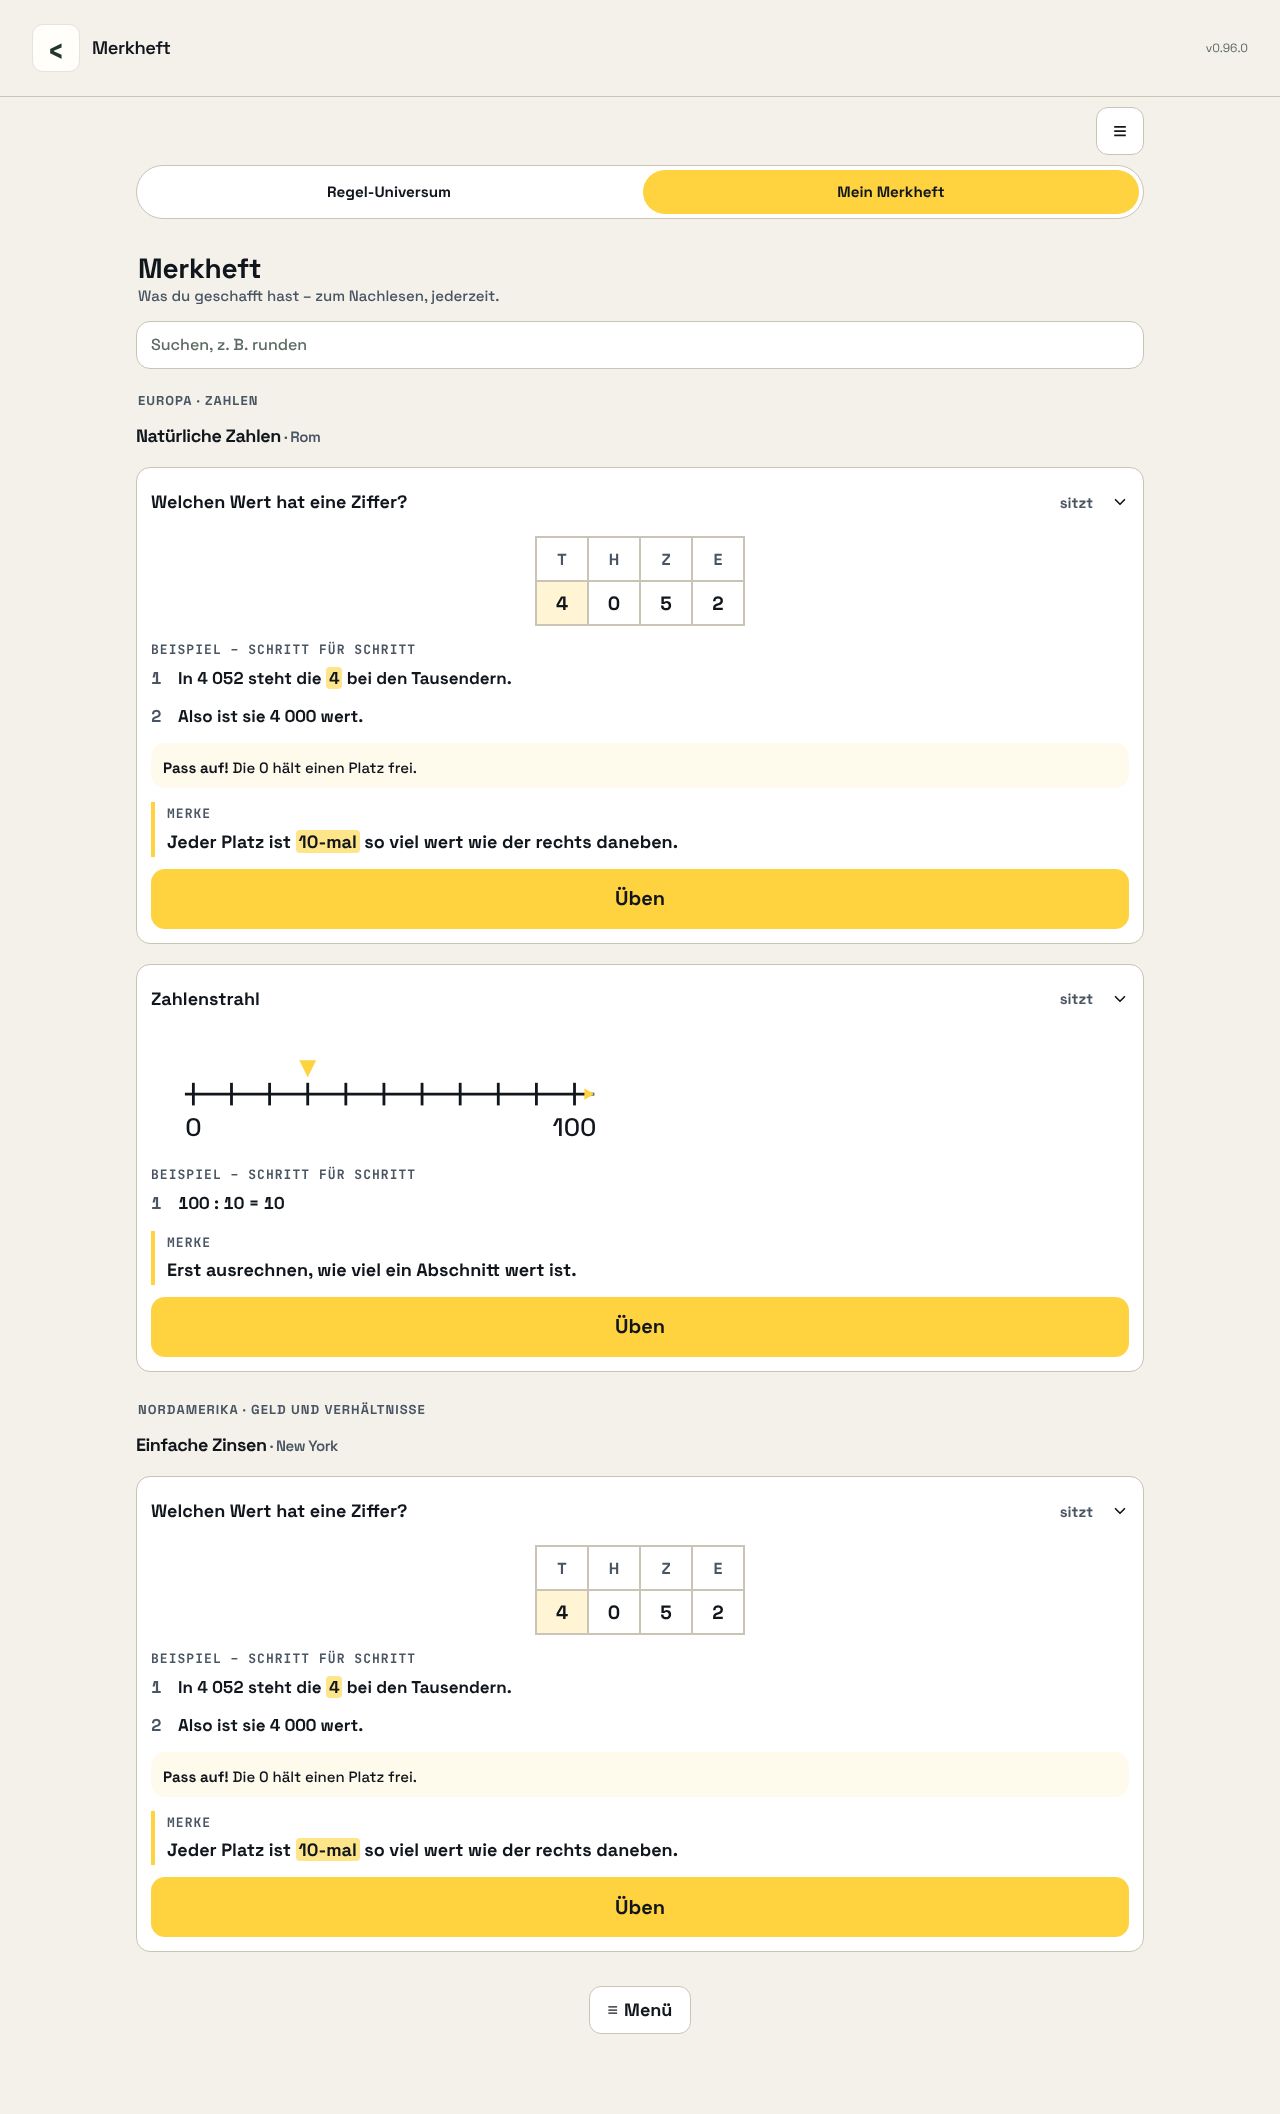 < Merkheft
v0.96.0
≡
Regel-Universum
Mein Merkheft
Merkheft
Was du geschafft hast – zum Nachlesen, jederzeit.
Suchen, z. B. runden
EUROPA · ZAHLEN
Natürliche Zahlen · Rom
Welchen Wert hat eine Ziffer?
sitzt
T H Z E
4 0 5 2
BEISPIEL – SCHRITT FÜR SCHRITT
1 In 4 052 steht die 4 bei den Tausendern.
2 Also ist sie 4 000 wert.
Pass auf! Die 0 hält einen Platz frei.
MERKE
Jeder Platz ist 10-mal so viel wert wie der rechts daneben.
Üben
Zahlenstrahl
sitzt
0 100
BEISPIEL – SCHRITT FÜR SCHRITT
1 100 : 10 = 10
MERKE
Erst ausrechnen, wie viel ein Abschnitt wert ist.
Üben
NORDAMERIKA · GELD UND VERHÄLTNISSE
Einfache Zinsen · New York
Welchen Wert hat eine Ziffer?
sitzt
T H Z E
4 0 5 2
BEISPIEL – SCHRITT FÜR SCHRITT
1 In 4 052 steht die 4 bei den Tausendern.
2 Also ist sie 4 000 wert.
Pass auf! Die 0 hält einen Platz frei.
MERKE
Jeder Platz ist 10-mal so viel wert wie der rechts daneben.
Üben
≡ Menü